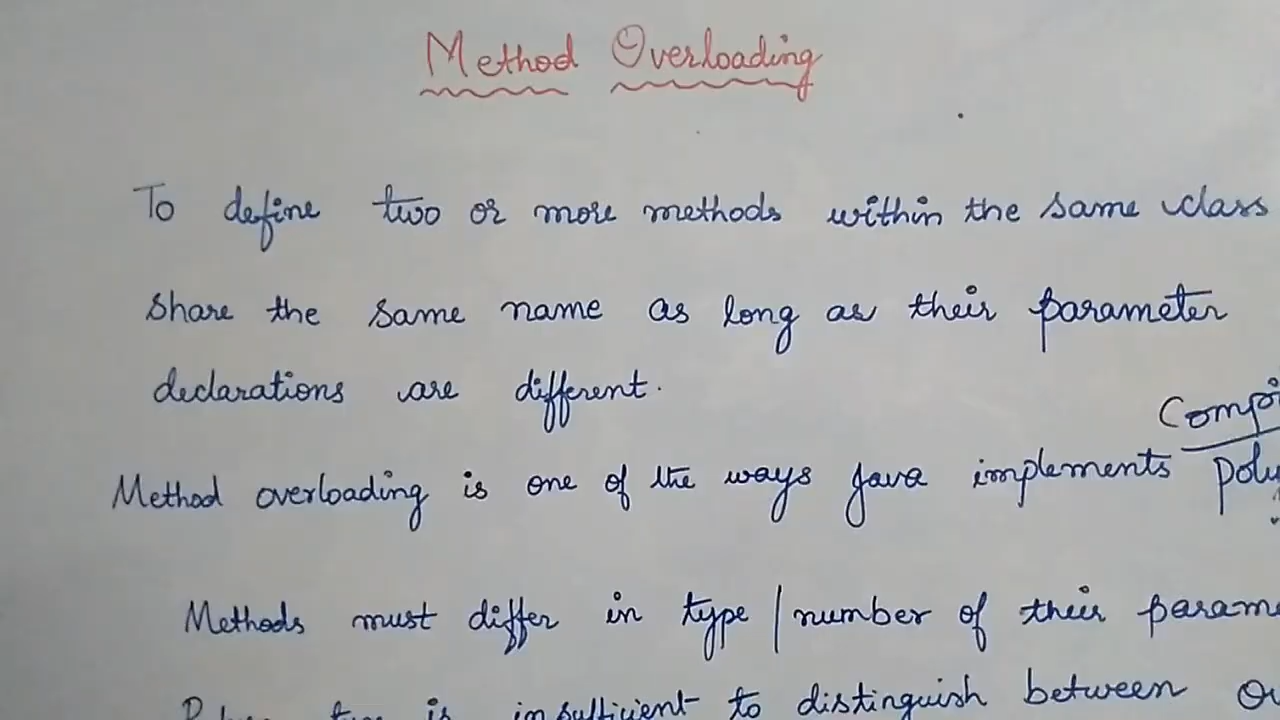 Method Overloading
To define two or more methods within the same class
share the same name as long as their parameter
declarations are different.
Method overloading is one of the ways Java implements
Methods must differ in type / number of their
is insufficient to distinguish between